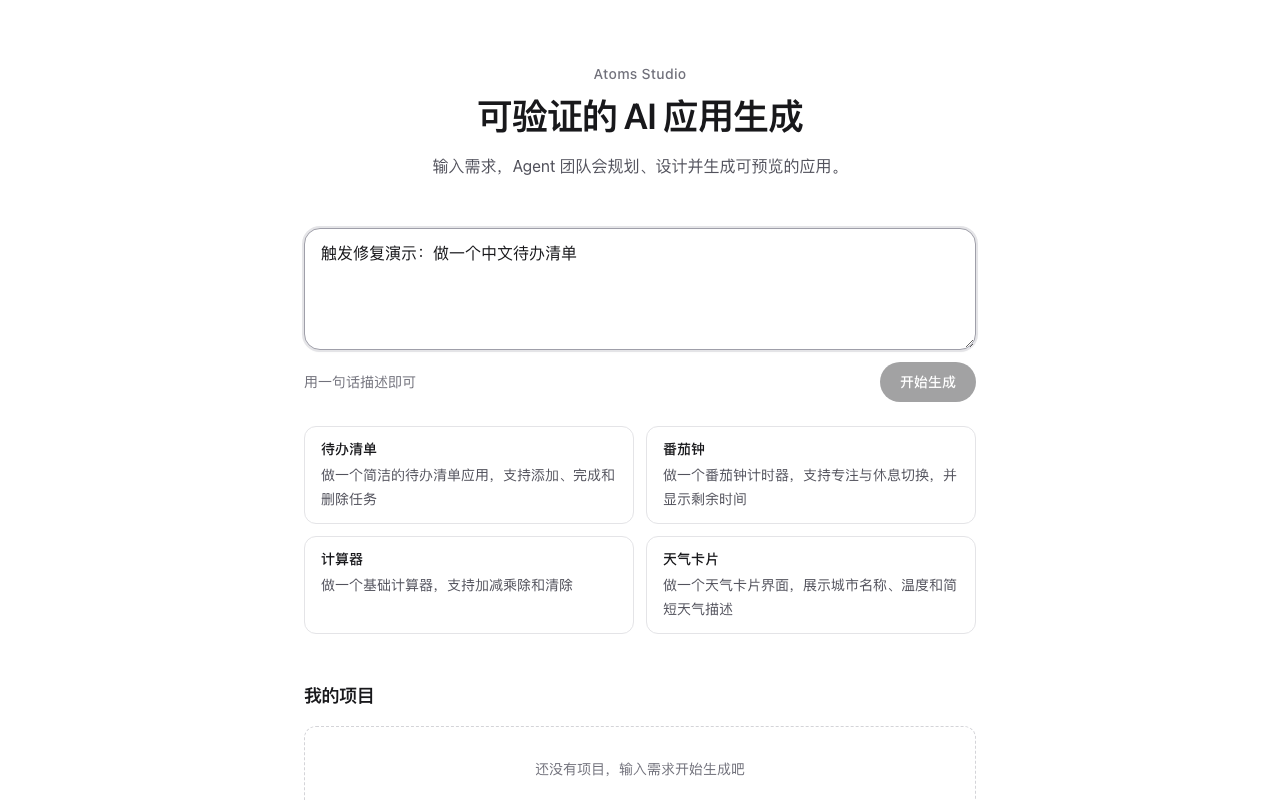 Atoms Studio
可验证的 AI 应用生成
输入需求，Agent 团队会规划、设计并生成可预览的应用。
触发修复演示：做一个中文待办清单
用一句话描述即可
开始生成
待办清单
做一个简洁的待办清单应用，支持添加、完成和
删除任务
番茄钟
做一个番茄钟计时器，支持专注与休息切换，并
显示剩余时间
计算器
做一个基础计算器，支持加减乘除和清除
天气卡片
做一个天气卡片界面，展示城市名称、温度和简
短天气描述
我的项目
还没有项目，输入需求开始生成吧